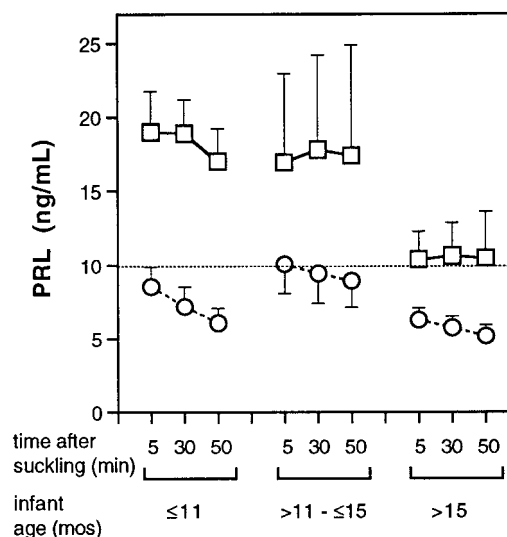 25
20
15
10
5
0
PRL (ng/mL)
time after suckling (min)
5 30 50 5 30 50 5 30 50
infant age (mos)
≤11 >11 - ≤15 >15